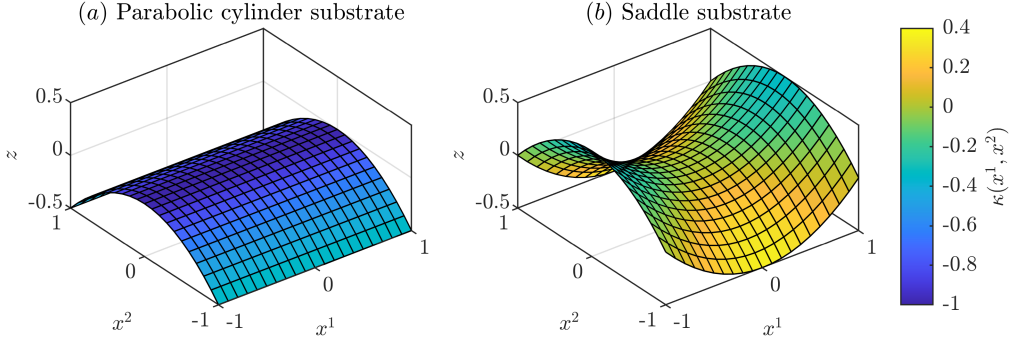 (a) Parabolic cylinder substrate
(b) Saddle substrate
0.5
0
-0.5
z
1
0
-1
x²
-1
0
1
x¹
0.5
0
-0.5
z
1
0
-1
x²
-1
0
1
x¹
0.4
0.2
0
-0.2
-0.4
-0.6
-0.8
-1
κ(x¹, x²)